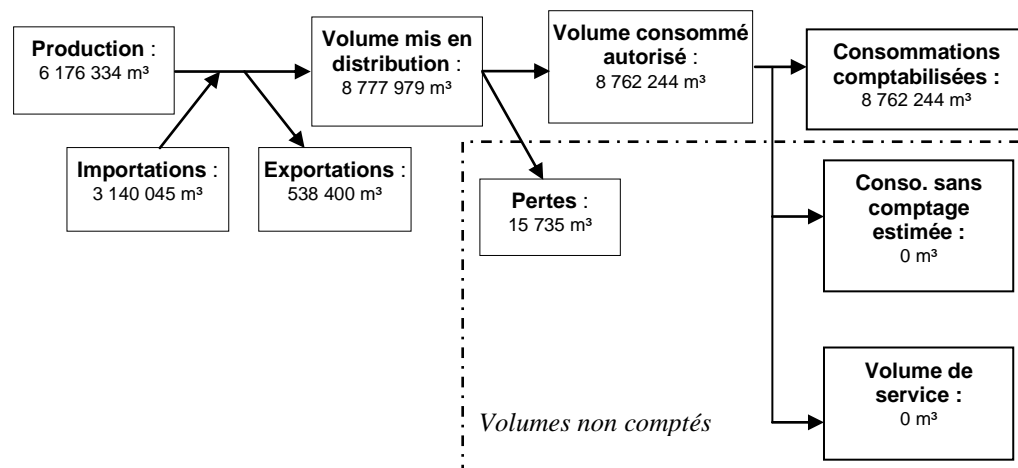 Production :
6 176 334 m³
Volume mis en
distribution :
8 777 979 m³
Volume consommé
autorisé :
8 762 244 m³
Consommations
comptabilisées :
8 762 244 m³
Importations :
3 140 045 m³
Exportations :
538 400 m³
Pertes :
15 735 m³
Conso. sans
comptage
estimée :
0 m³
Volume de
service :
0 m³
Volumes non comptés